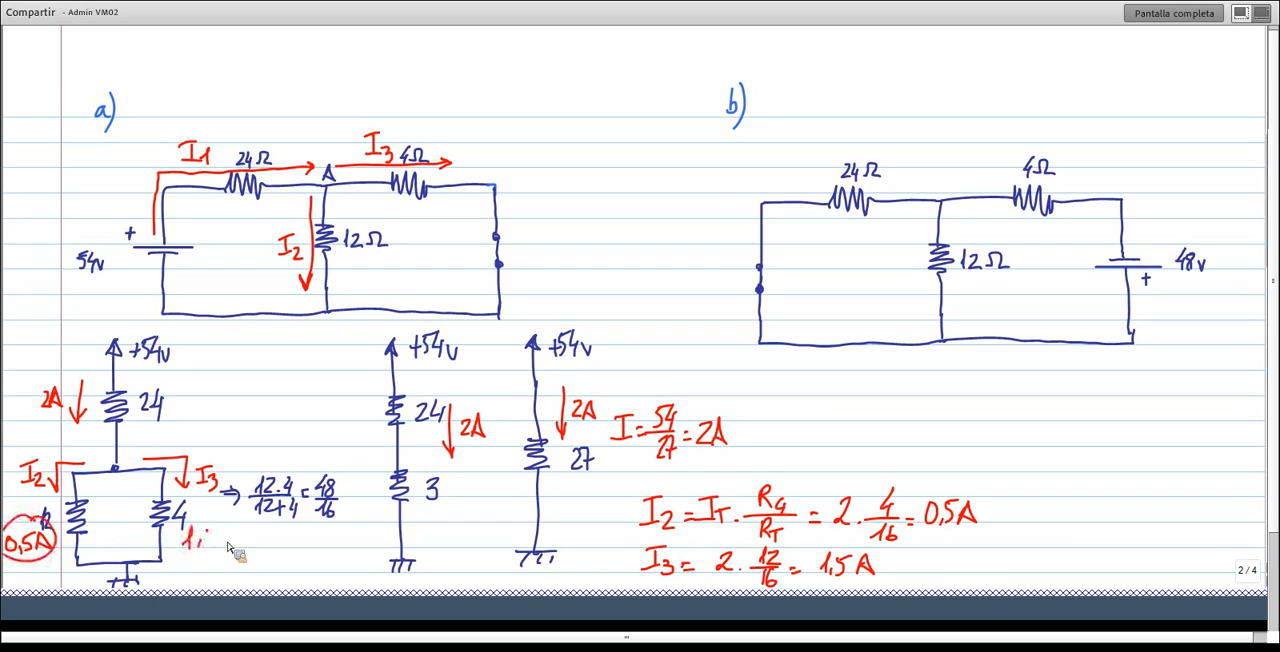 Compartir - Admin VM02
Pantalla completa
a)
b)
I1
24Ω
A
I3
4Ω
+
54v
I2
12Ω
24Ω
4Ω
12Ω
48v
+
+54v
2A
24
I2
I3
12
4
0,5A
⇒ 12·4/12+4 = 48/16
+54v
24
2A
3
+54v
2A
27
I = 54/27 = 2A
I2 = IT · R4/RT = 2 · 4/16 = 0,5A
I3 = 2 · 12/16 = 1,5A
2 / 4